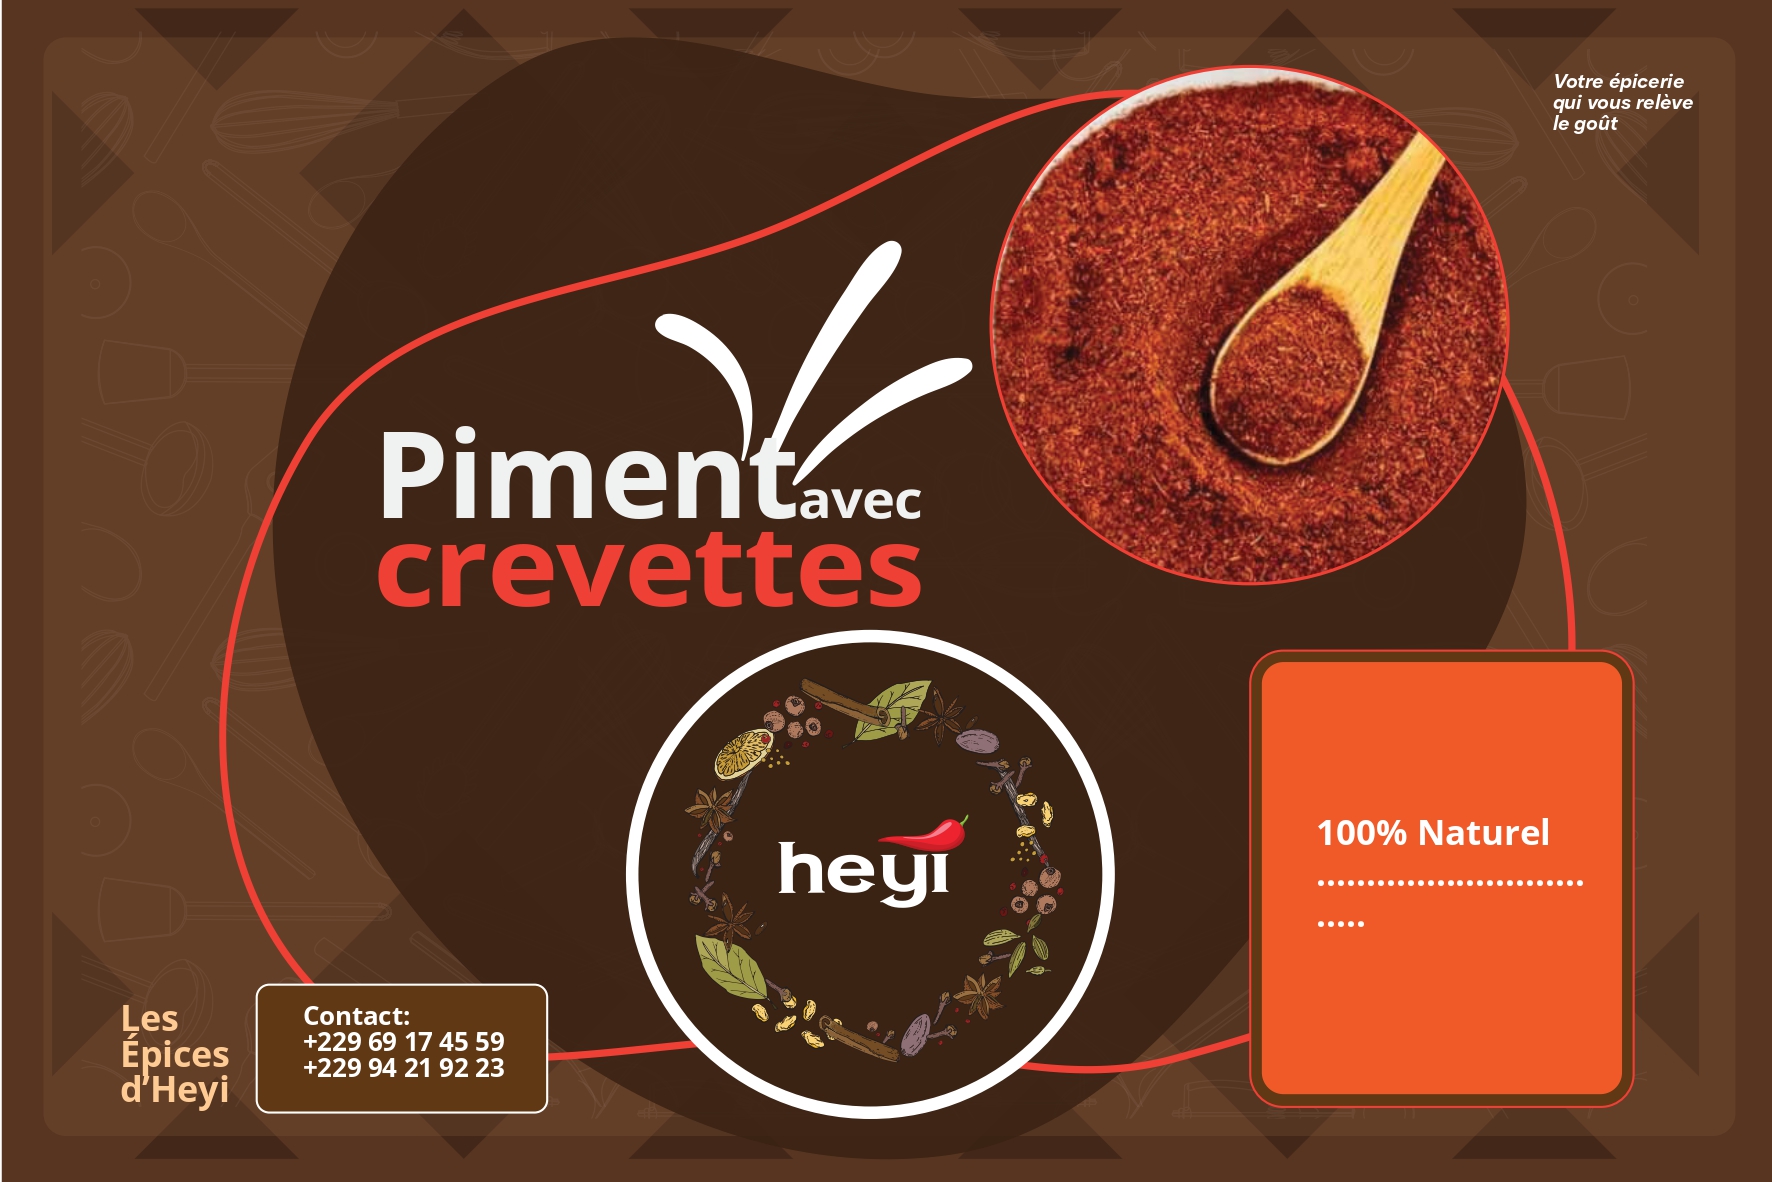 Votre épicerie
qui vous relève
le goût
Piment avec
crevettes
heyi
100% Naturel
...........................
.....
Les
Épices
d'Heyi
Contact:
+229 69 17 45 59
+229 94 21 92 23